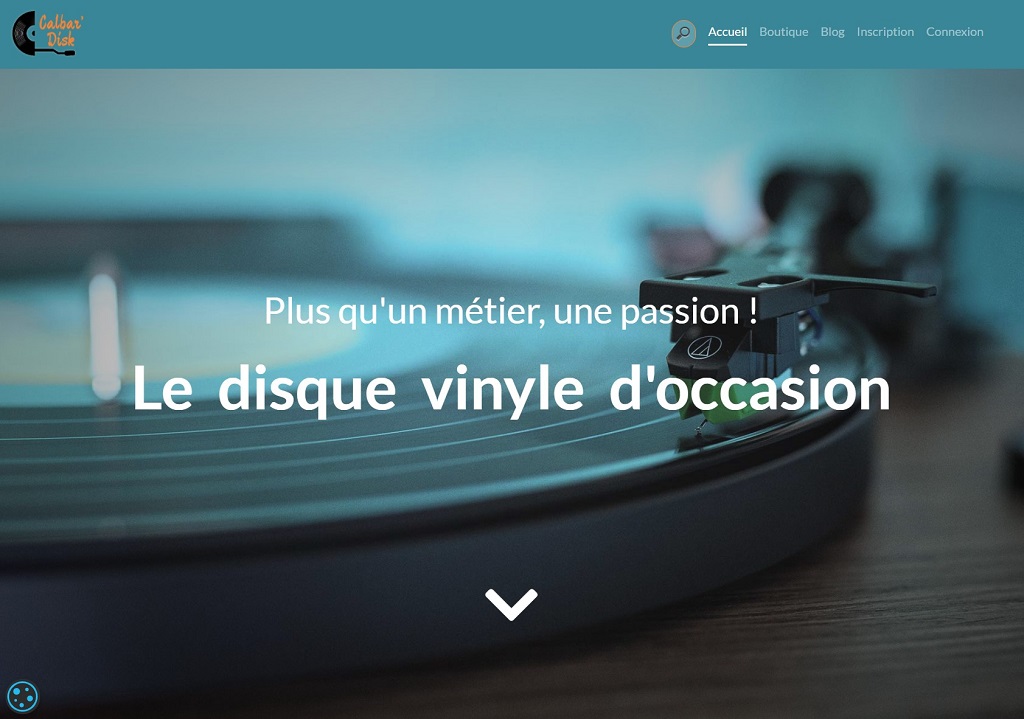 Calbar'
Disk
Accueil Boutique Blog Inscription Connexion
Plus qu'un métier, une passion !
Le disque vinyle d'occasion